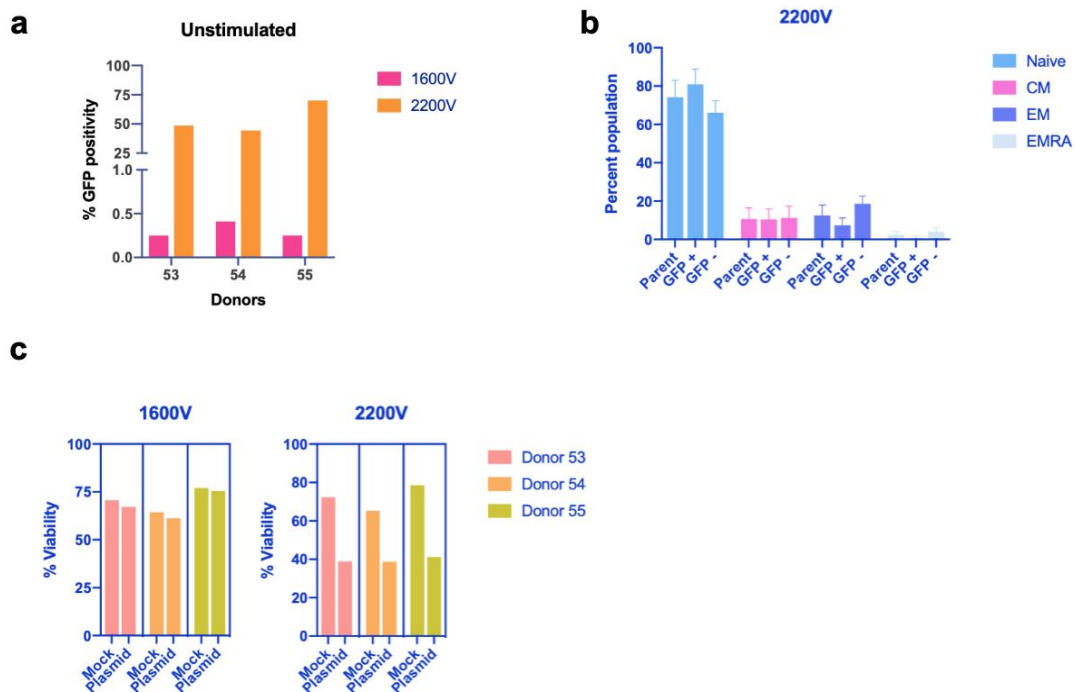 a
Unstimulated
% GFP positivity
100
75
50
25
1.0
0.5
0.0
53 54 55
Donors
1600V
2200V
b
2200V
Percent population
100
80
60
40
20
0
Parent GFP + GFP - Parent GFP + GFP - Parent GFP + GFP - Parent GFP + GFP -
Naive
CM
EM
EMRA
c
1600V
% Viability
100
75
50
25
0
Mock Plasmid Mock Plasmid Mock Plasmid
2200V
% Viability
100
80
60
40
20
0
Mock Plasmid Mock Plasmid Mock Plasmid
Donor 53
Donor 54
Donor 55